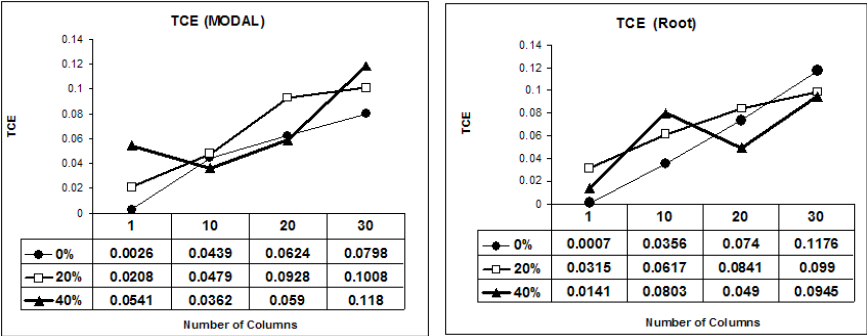 TCE (MODAL)
0.14
0.12
0.1
0.08
0.06
0.04
0.02
0
TCE
1 10 20 30
0% 0.0026 0.0439 0.0624 0.0798
20% 0.0208 0.0479 0.0928 0.1008
40% 0.0541 0.0362 0.059 0.118
Number of Columns
TCE (Root)
0.14
0.12
0.1
0.08
0.06
0.04
0.02
0
TCE
1 10 20 30
0% 0.0007 0.0356 0.074 0.1176
20% 0.0315 0.0617 0.0841 0.099
40% 0.0141 0.0803 0.049 0.0945
Number of Columns